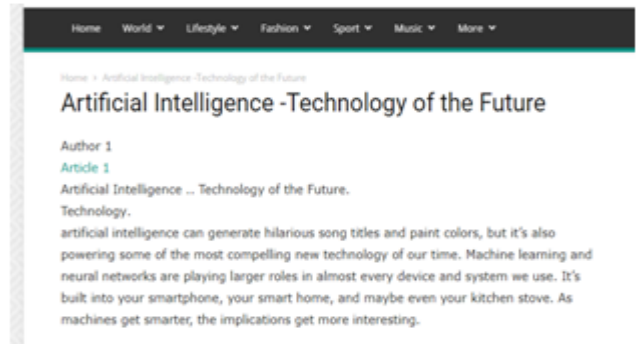 Home World Lifestyle Fashion Sport Music More
Home > Artificial Intelligence -Technology of the Future
Artificial Intelligence -Technology of the Future
Author 1
Article 1
Artificial Intelligence ... Technology of the Future.
Technology.
artificial intelligence can generate hilarious song titles and paint colors, but it's also
powering some of the most compelling new technology of our time. Machine learning and
neural networks are playing larger roles in almost every device and system we use. It's
built into your smartphone, your smart home, and maybe even your kitchen stove. As
machines get smarter, the implications get more interesting.